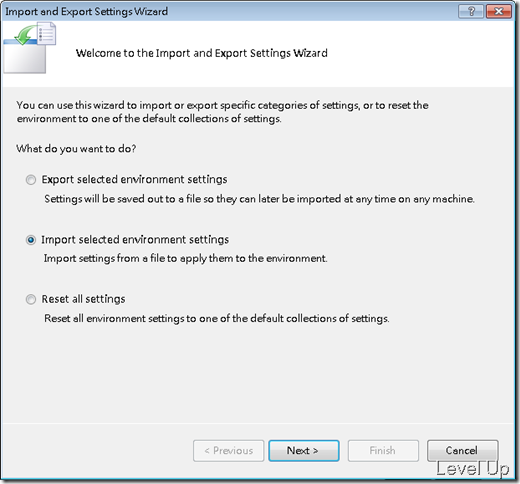 Import and Export Settings Wizard
Welcome to the Import and Export Settings Wizard
You can use this wizard to import or export specific categories of settings, or to reset the
environment to one of the default collections of settings.
What do you want to do?
Export selected environment settings
Settings will be saved out to a file so they can later be imported at any time on any machine.
Import selected environment settings
Import settings from a file to apply them to the environment.
Reset all settings
Reset all environment settings to one of the default collections of settings.
< Previous
Next >
Finish
Cancel
Level Up